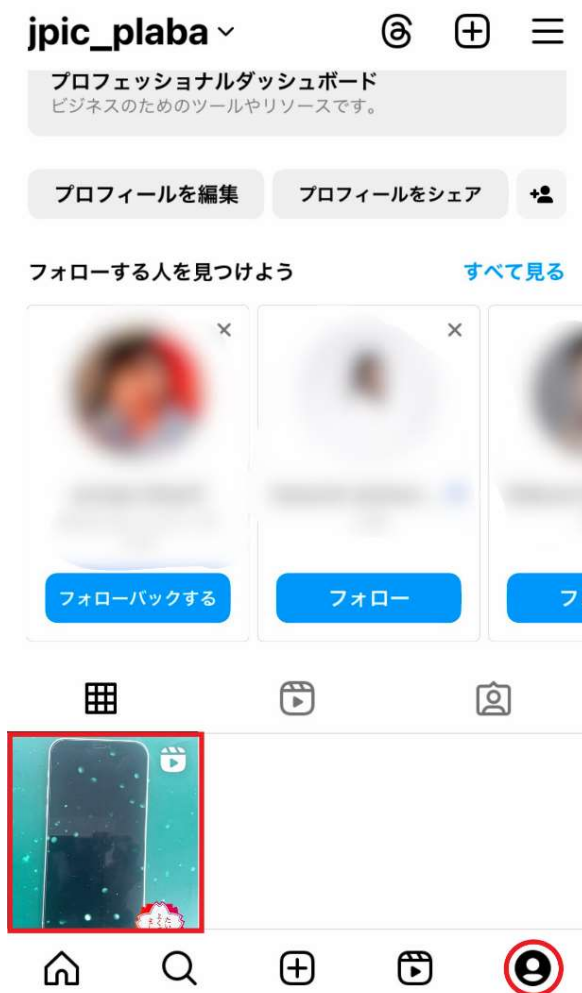 jpic_plaba
プロフェッショナルダッシュボード
ビジネスのためのツールやリソースです。
プロフィールを編集
プロフィールをシェア
フォローする人を見つけよう
すべて見る
フォローバックする
フォロー
フ